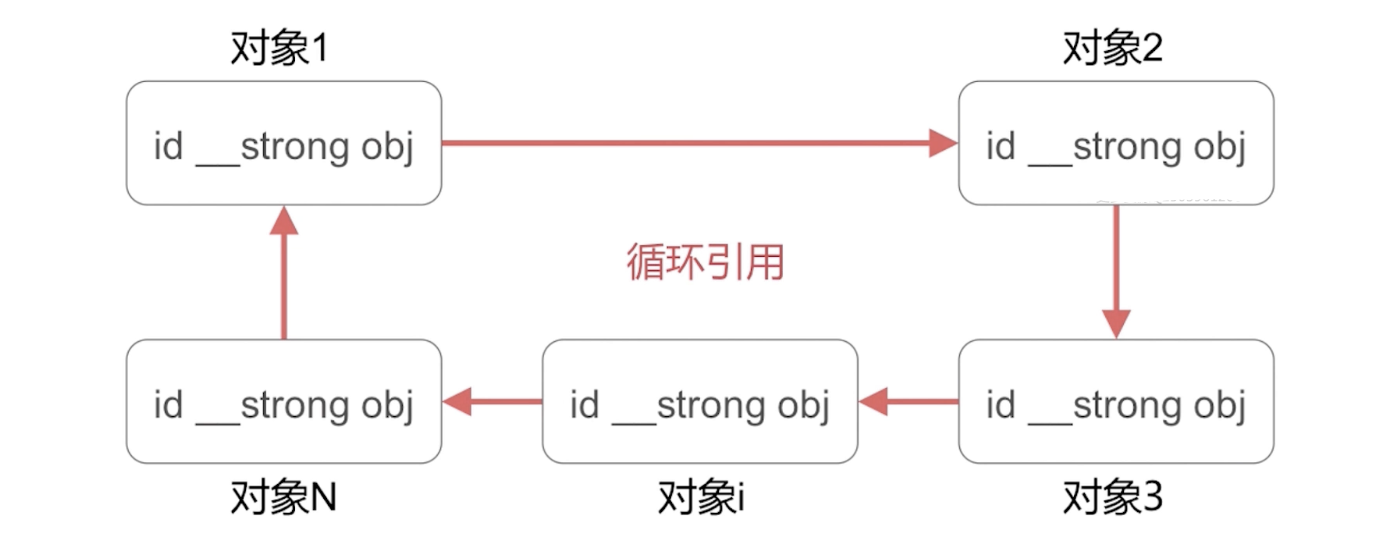 对象1
对象2
id __strong obj
id __strong obj
循环引用
id __strong obj
id __strong obj
id __strong obj
对象N
对象i
对象3